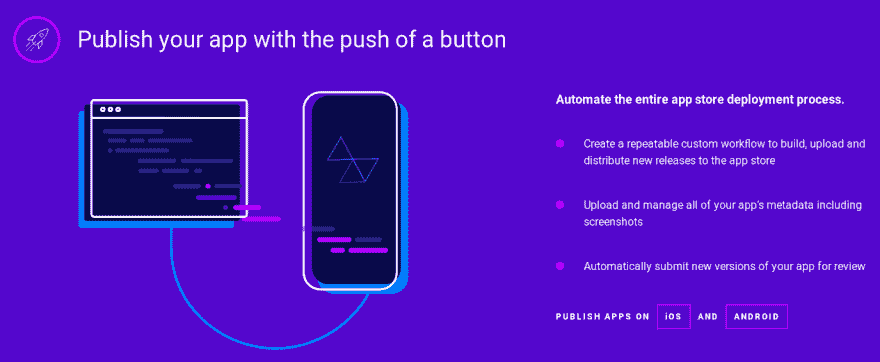 Publish your app with the push of a button
Automate the entire app store deployment process.
Create a repeatable custom workflow to build, upload and
distribute new releases to the app store
Upload and manage all of your app's metadata including
screenshots
Automatically submit new versions of your app for review
PUBLISH APPS ON iOS AND ANDROID